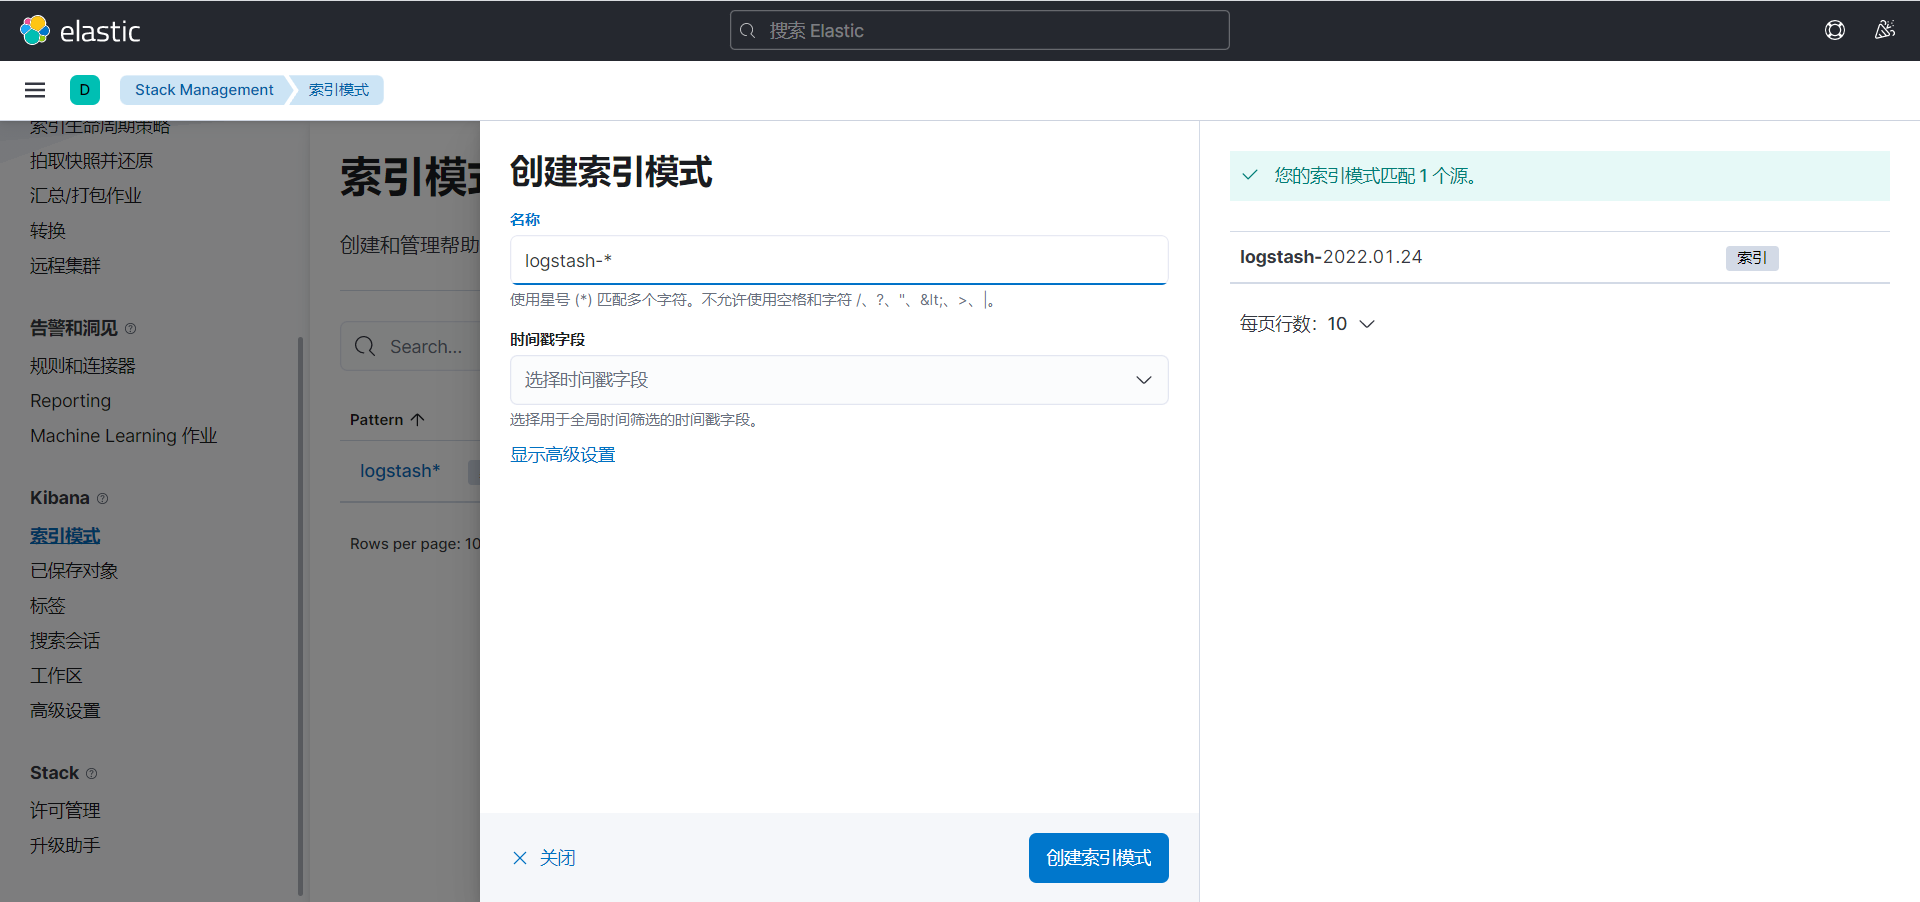 elastic
搜索 Elastic
D
Stack Management
索引模式
索引生命周期策略
拍取快照并还原
汇总/打包作业
转换
远程集群
告警和洞见
规则和连接器
Reporting
Machine Learning 作业
Kibana
索引模式
已保存对象
标签
搜索会话
工作区
高级设置
Stack
许可管理
升级助手
索引模式
创建和管理帮助
Search...
Pattern
logstash*
Rows per page: 10
创建索引模式
名称
logstash-*
使用星号 (*) 匹配多个字符。不允许使用空格和字符 /、?、"、&lt;、>、|。
时间戳字段
选择时间戳字段
选择用于全局时间筛选的时间戳字段。
显示高级设置
关闭
创建索引模式
您的索引模式匹配 1 个源。
logstash-2022.01.24
索引
每页行数: 10